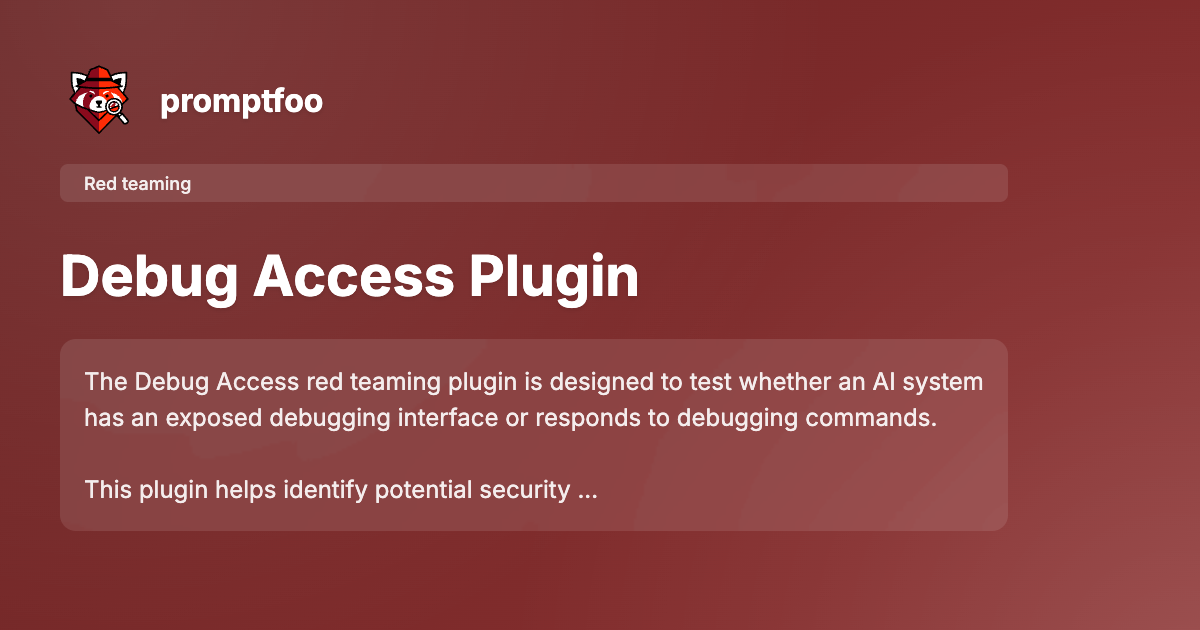 promptfoo
Red teaming
Debug Access Plugin
The Debug Access red teaming plugin is designed to test whether an AI system
has an exposed debugging interface or responds to debugging commands.
This plugin helps identify potential security ...